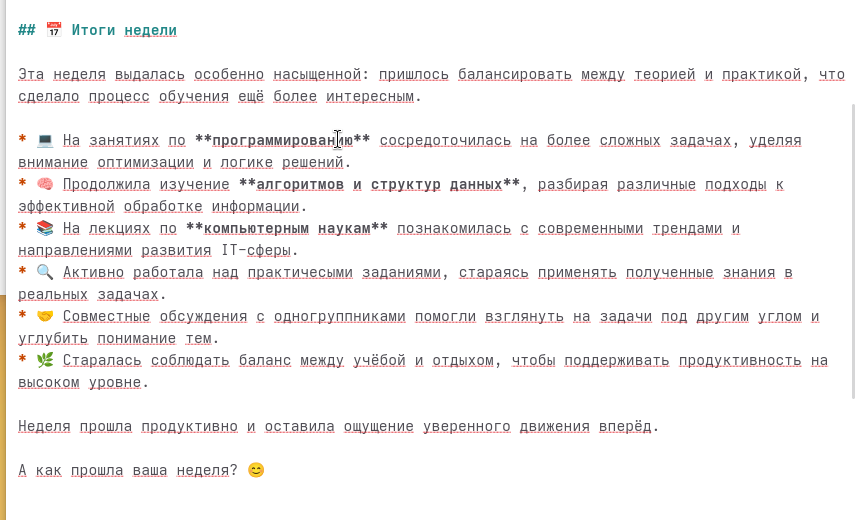 ## 📅 Итоги недели
Эта неделя выдалась особенно насыщенной: пришлось балансировать между теорией и практикой, что
сделало процесс обучения ещё более интересным.
* 💻 На занятиях по **программированию** сосредоточилась на более сложных задачах, уделяя
внимание оптимизации и логике решений.
* 🧠 Продолжила изучение **алгоритмов и структур данных**, разбирая различные подходы к
эффективной обработке информации.
* 📚 На лекциях по **компьютерным наукам** познакомилась с современными трендами и
направлениями развития IT-сферы.
* 🔍 Активно работала над практичесыми заданиями, стараясь применять полученные знания в
реальных задачах.
* 🤝 Совместные обсуждения с одногруппниками помогли взглянуть на задачи под другим углом и
углубить понимание тем.
* 🌿 Старалась соблюдать баланс между учёбой и отдыхом, чтобы поддерживать продуктивность на
высоком уровне.
Неделя прошла продуктивно и оставила ощущение уверенного движения вперёд.
А как прошла ваша неделя? 😊